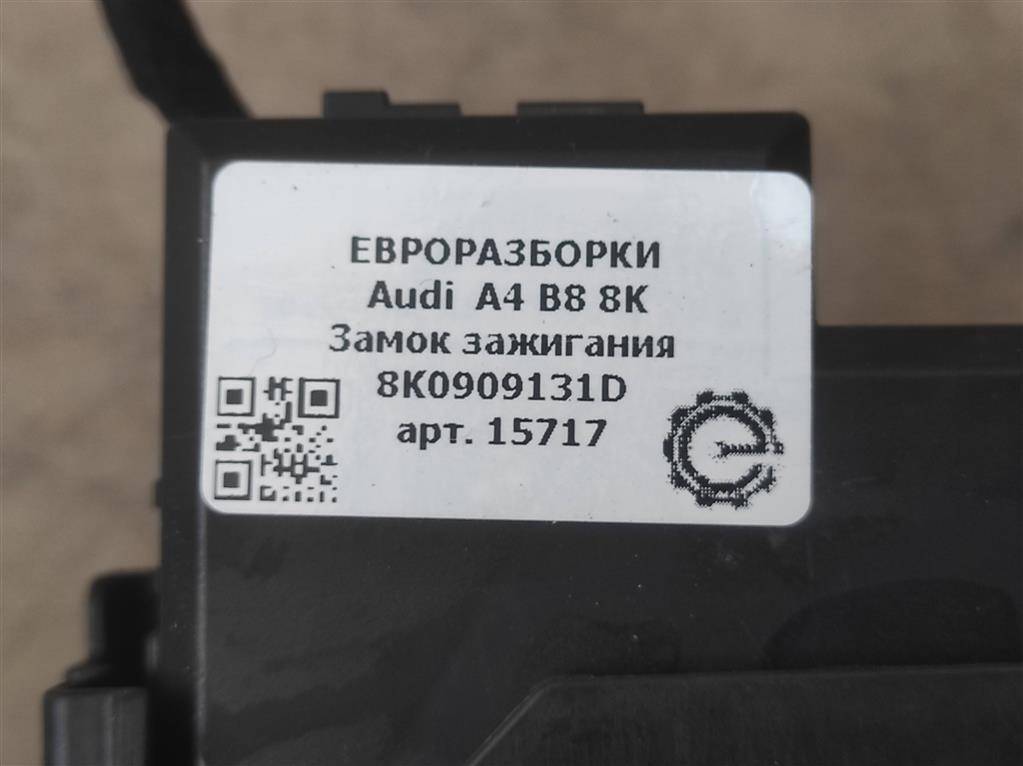 ЕВРОРАЗБОРКИ
Audi A4 B8 8K
Замок зажигания
8K0909131D
арт. 15717